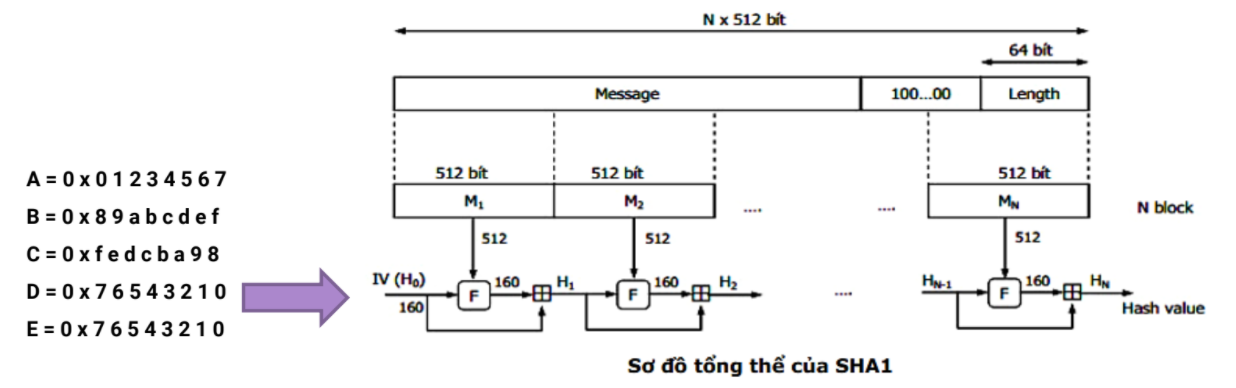 N x 512 bít
64 bít
Message 100...00 Length
A = 0 x 0 1 2 3 4 5 6 7
B = 0 x 8 9 a b c d e f
C = 0 x f e d c b a 9 8
D = 0 x 7 6 5 4 3 2 1 0
E = 0 x 7 6 5 4 3 2 1 0
512 bít 512 bít 512 bít
M₁ M₂ .... .... M_N N block
512 512 512
IV (H₀) F 160 H₁ F 160 H₂ .... H_N-1 F 160 H_N
160 Hash value
Sơ đồ tổng thể của SHA1